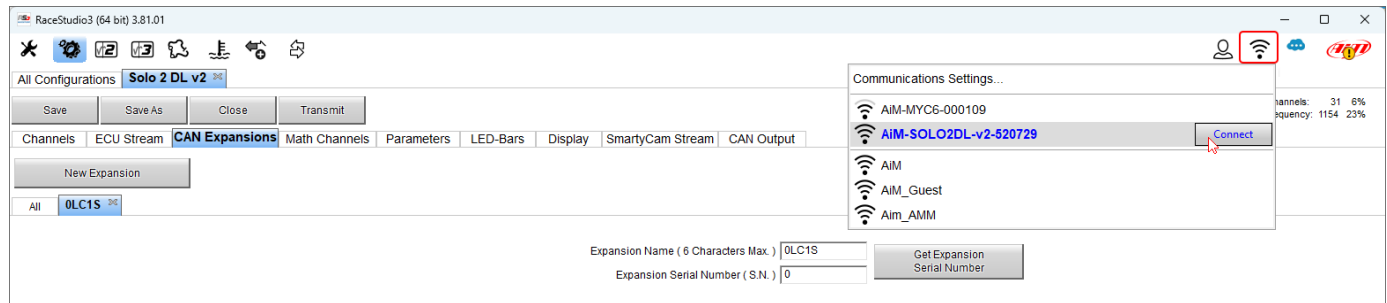 RaceStudio3 (64 bit) 3.81.01
All Configurations Solo 2 DL v2
Communications Settings...
Save Save As Close Transmit
AiM-MYC6-000109
hannels: 31 6%
equency: 1154 23%
Channels ECU Stream CAN Expansions Math Channels Parameters LED-Bars Display SmartyCam Stream CAN Output
AiM-SOLO2DL-v2-520729 Connect
New Expansion
AiM
AiM_Guest
All 0LC1S
Aim_AMM
Expansion Name ( 6 Characters Max. ) 0LC1S
Get Expansion
Serial Number
Expansion Serial Number ( S.N. ) 0